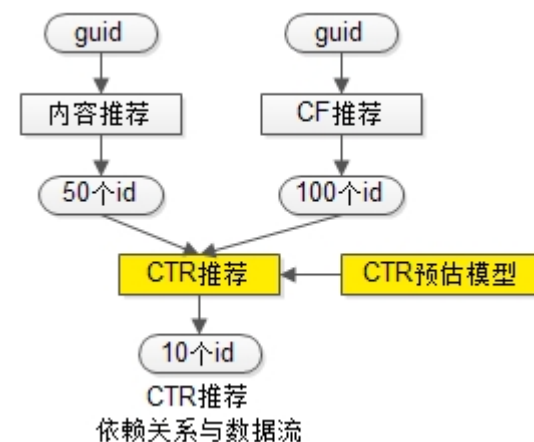 guid
guid
内容推荐
CF推荐
50个id
100个id
CTR推荐
CTR预估模型
10个id
CTR推荐
依赖关系与数据流